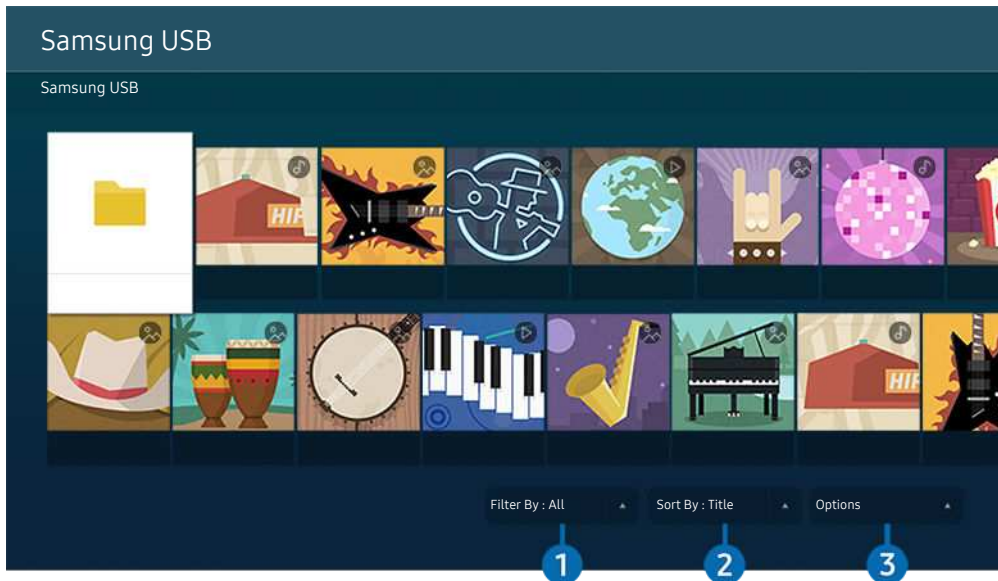 Samsung USB
Samsung USB
HIF
HIF
Filter By : All
Sort By : Title
Options
1
2
3